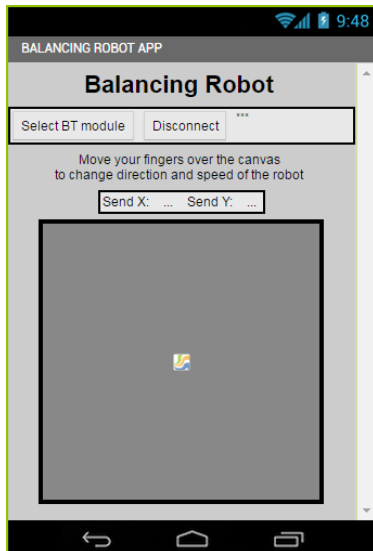 9:48
BALANCING ROBOT APP
Balancing Robot
Select BT module Disconnect ...
Move your fingers over the canvas
to change direction and speed of the robot
Send X: ... Send Y: ...